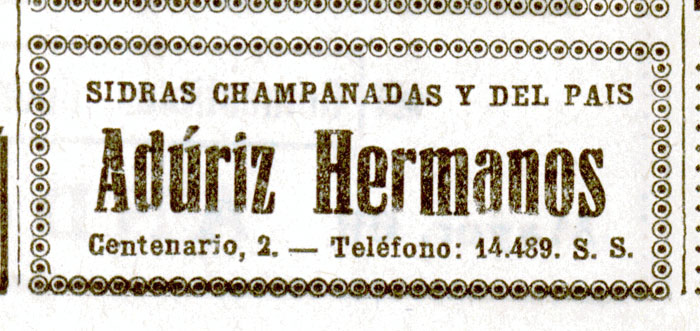 SIDRAS CHAMPANADAS Y DEL PAIS
Adúriz Hermanos
Centenario, 2. — Teléfono: 14.489. S. S.